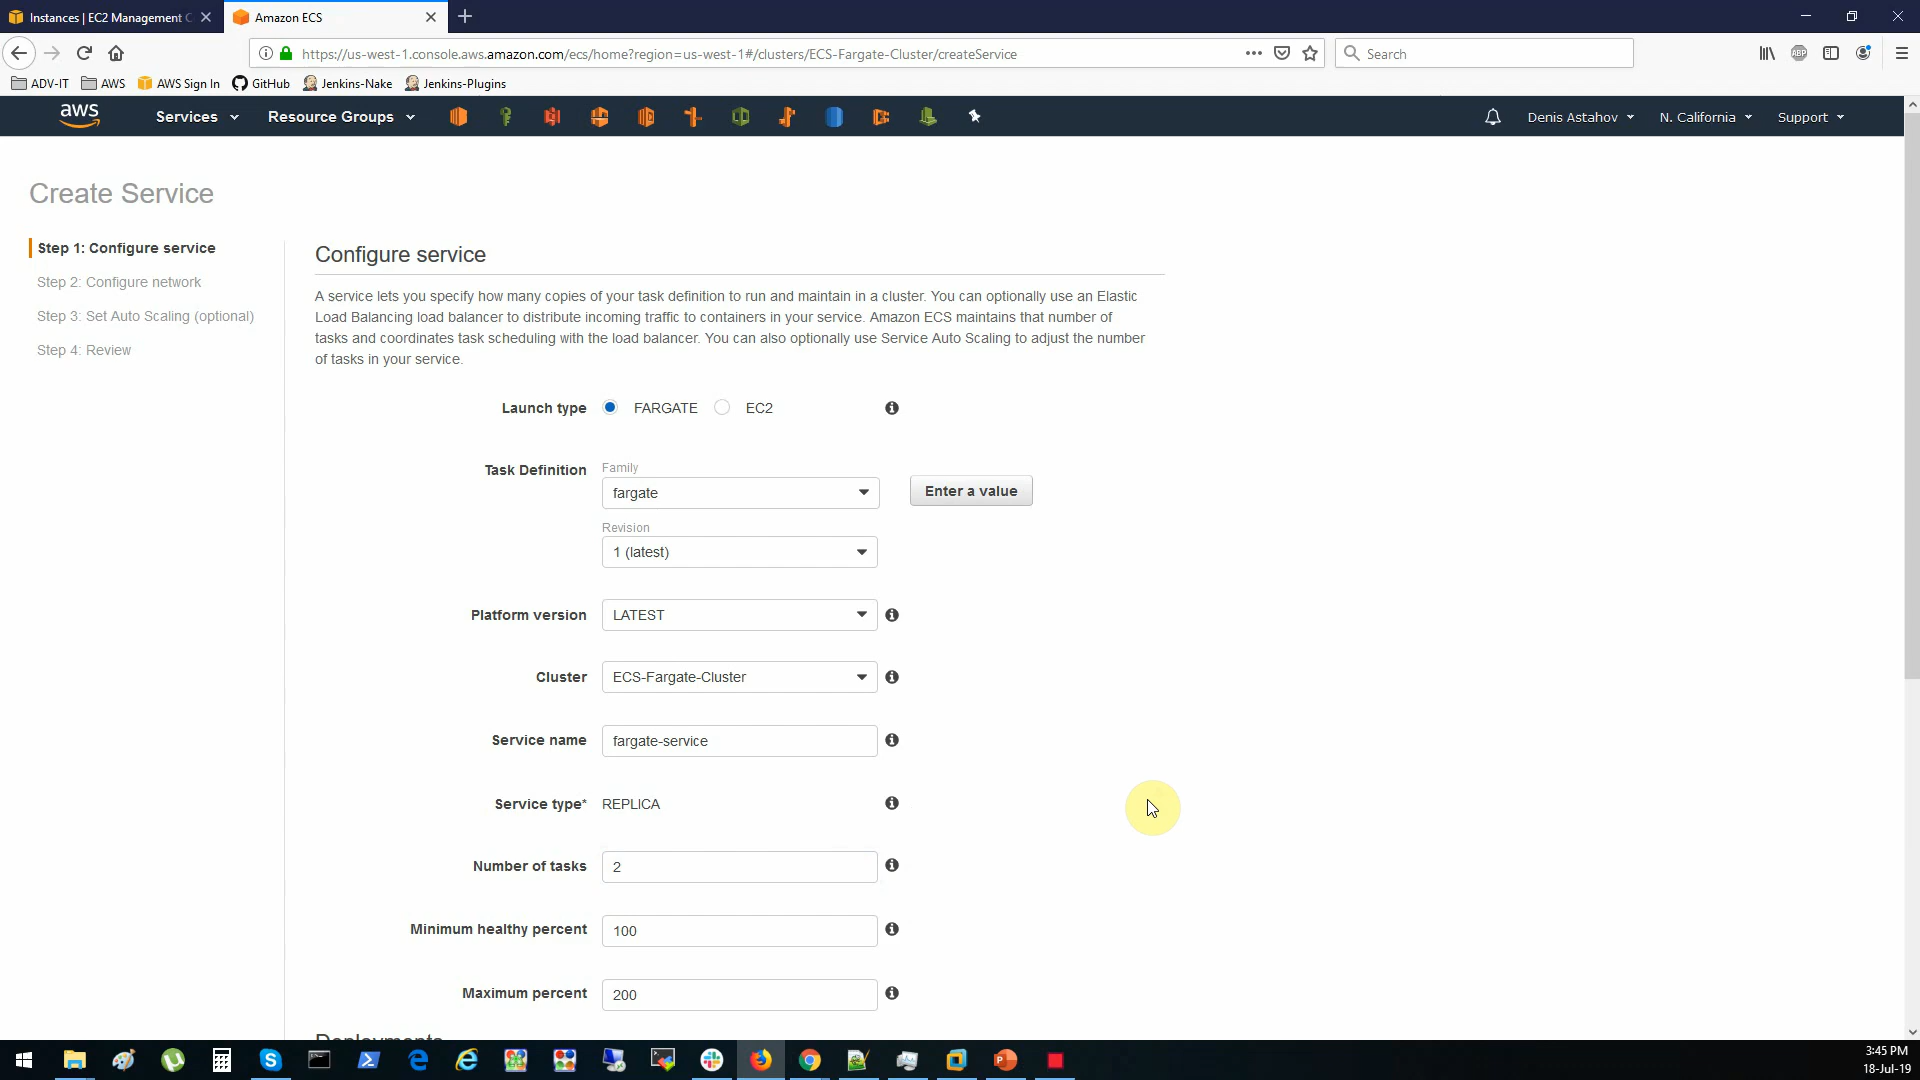 Instances | EC2 Management C
Amazon ECS
https://us-west-1.console.aws.amazon.com/ecs/home?region=us-west-1#/clusters/ECS-Fargate-Cluster/createService
Search
ADV-IT
AWS
AWS Sign In
GitHub
Jenkins-Nake
Jenkins-Plugins
aws
Services
Resource Groups
Denis Astahov
N. California
Support
Create Service
Step 1: Configure service
Step 2: Configure network
Step 3: Set Auto Scaling (optional)
Step 4: Review
Configure service
A service lets you specify how many copies of your task definition to run and maintain in a cluster. You can optionally use an Elastic
Load Balancing load balancer to distribute incoming traffic to containers in your service. Amazon ECS maintains that number of
tasks and coordinates task scheduling with the load balancer. You can also optionally use Service Auto Scaling to adjust the number
of tasks in your service.
Launch type FARGATE EC2
Task Definition
Family
fargate
Enter a value
Revision
1 (latest)
Platform version LATEST
Cluster ECS-Fargate-Cluster
Service name fargate-service
Service type* REPLICA
Number of tasks 2
Minimum healthy percent 100
Maximum percent 200
Deployments
3:45 PM
18-Jul-19